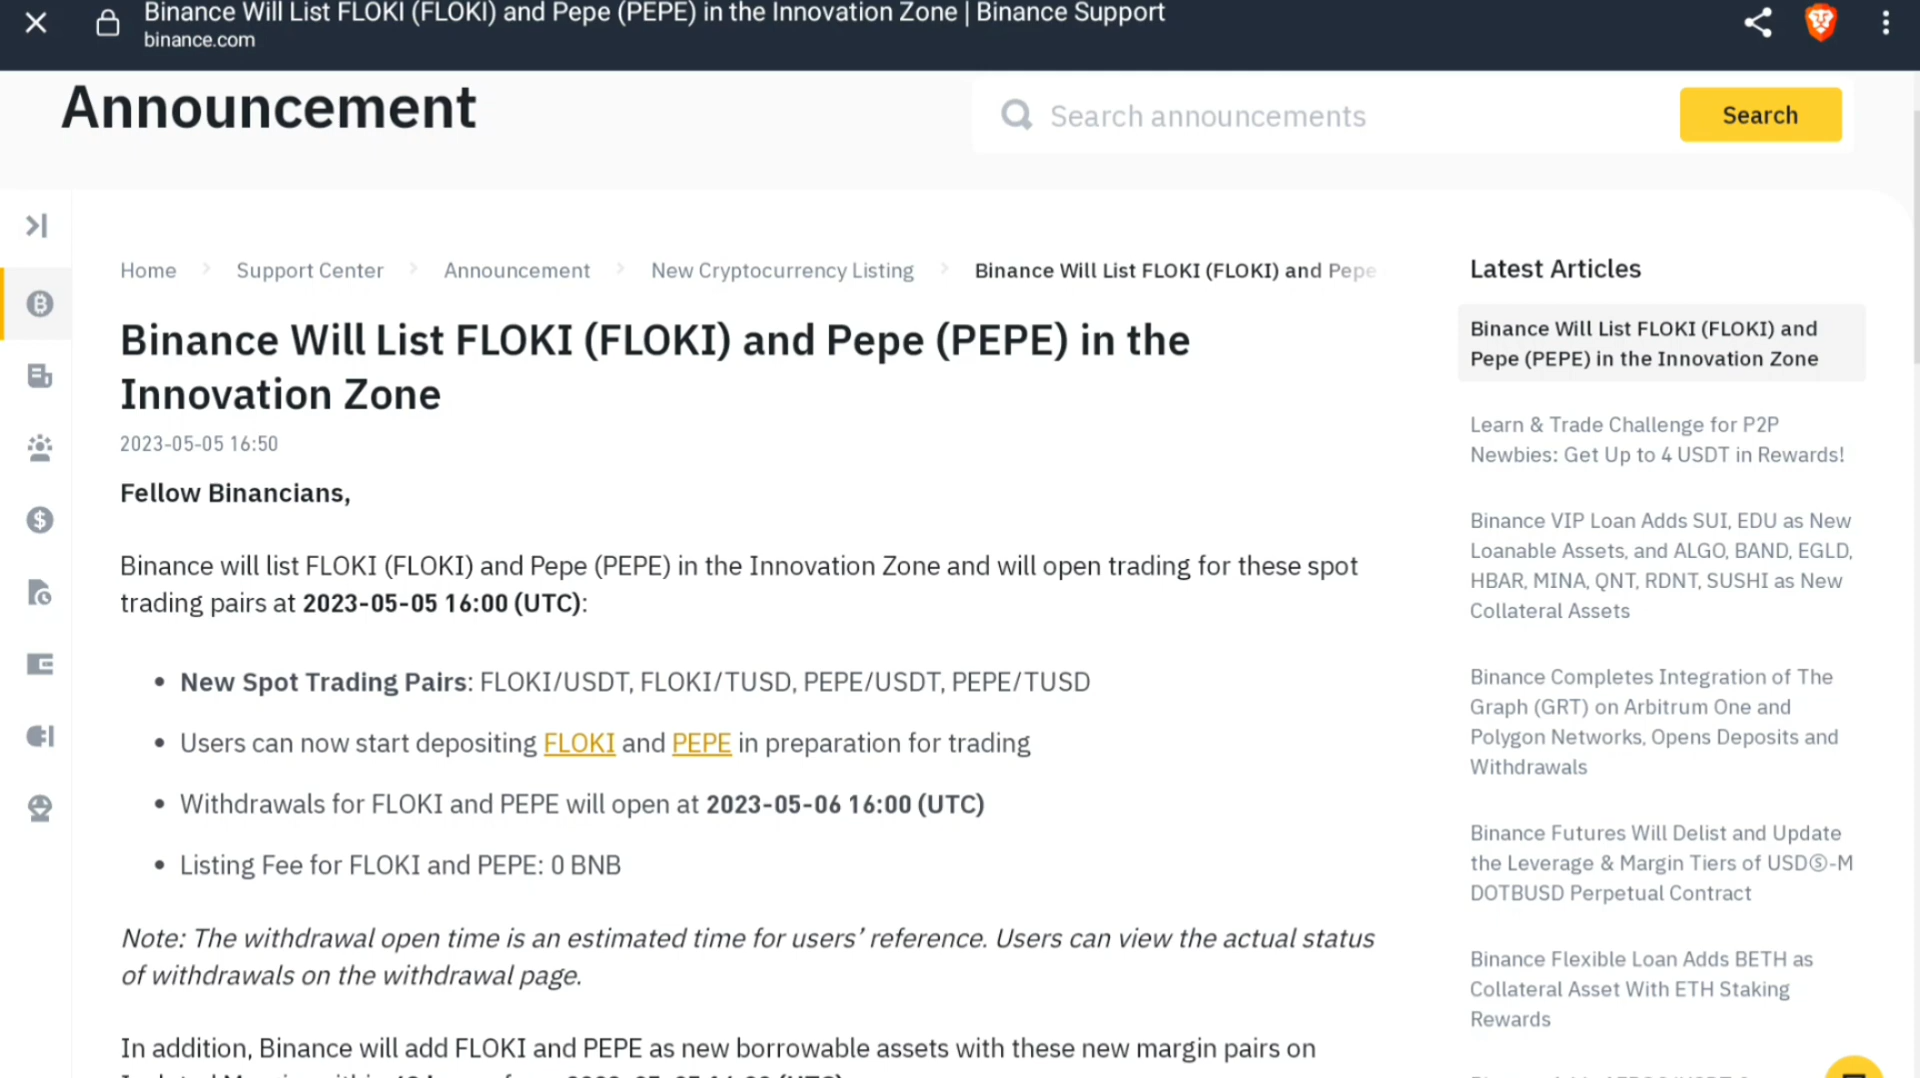 Binance Will List FLOKI (FLOKI) and Pepe (PEPE) in the Innovation Zone | Binance Support
binance.com
Announcement
Search announcements
Search
Home
Support Center
Announcement
New Cryptocurrency Listing
Binance Will List FLOKI (FLOKI) and Pepe
Binance Will List FLOKI (FLOKI) and Pepe (PEPE) in the
Innovation Zone
2023-05-05 16:50
Fellow Binancians,
Binance will list FLOKI (FLOKI) and Pepe (PEPE) in the Innovation Zone and will open trading for these spot
trading pairs at 2023-05-05 16:00 (UTC):
• New Spot Trading Pairs: FLOKI/USDT, FLOKI/TUSD, PEPE/USDT, PEPE/TUSD
• Users can now start depositing FLOKI and PEPE in preparation for trading
• Withdrawals for FLOKI and PEPE will open at 2023-05-06 16:00 (UTC)
• Listing Fee for FLOKI and PEPE: 0 BNB
Note: The withdrawal open time is an estimated time for users’ reference. Users can view the actual status
of withdrawals on the withdrawal page.
In addition, Binance will add FLOKI and PEPE as new borrowable assets with these new margin pairs on
Latest Articles
Binance Will List FLOKI (FLOKI) and
Pepe (PEPE) in the Innovation Zone
Learn & Trade Challenge for P2P
Newbies: Get Up to 4 USDT in Rewards!
Binance VIP Loan Adds SUI, EDU as New
Loanable Assets, and ALGO, BAND, EGLD,
HBAR, MINA, QNT, RDNT, SUSHI as New
Collateral Assets
Binance Completes Integration of The
Graph (GRT) on Arbitrum One and
Polygon Networks, Opens Deposits and
Withdrawals
Binance Futures Will Delist and Update
the Leverage & Margin Tiers of USDⓈ-M
DOTBUSD Perpetual Contract
Binance Flexible Loan Adds BETH as
Collateral Asset With ETH Staking
Rewards